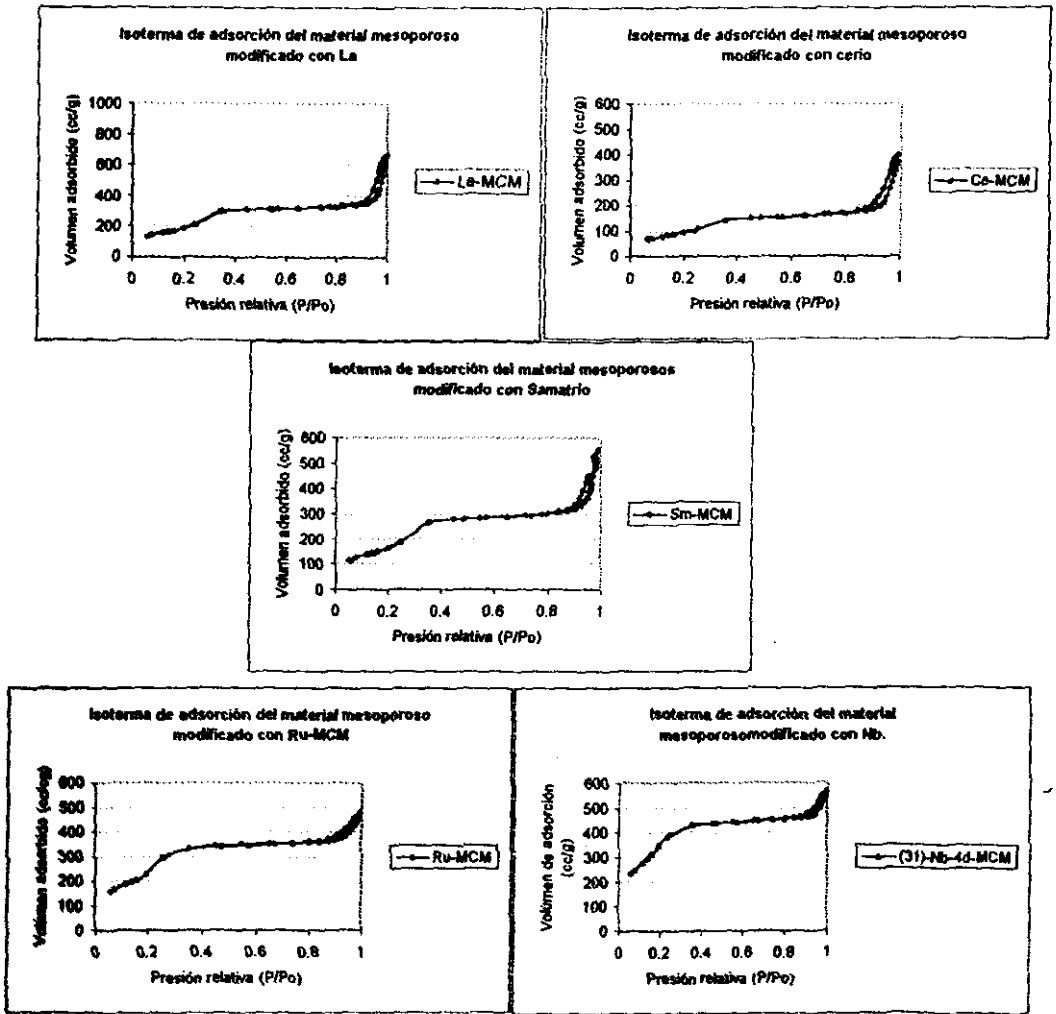 Isoterma de adsorción del material mesoporoso
modificado con La
Volumen adsorbido (cc/g)
1000
800
600
400
200
0
0 0.2 0.4 0.6 0.8 1
Presión relativa (P/Po)
La-MCM
Isoterma de adsorción del material mesoporoso
modificado con cerio
Volumen adsorbido (cc/g)
600
500
400
300
200
100
0
0 0.2 0.4 0.6 0.8 1
Presión relativa (P/Po)
Ce-MCM
Isoterma de adsorción del material mesoporosos
modificado con Samatrio
Volumen adsorbido (cc/g)
600
500
400
300
200
100
0
0 0.2 0.4 0.6 0.8 1
Presión relativa (P/Po)
Sm-MCM
Isoterma de adsorción del material mesoporoso
modificado con Ru-MCM
adsorbido
600
500
400
300
200
100
0
0 0.2 0.4 0.6 0.8 1
Presión relativa (P/Po)
Ru-MCM
Isoterma de adsorción del material
mesoporosomodificado con Nb.
Volúmen de adsorción
(cc/g)
600
500
400
300
200
100
0
0 0.2 0.4 0.6 0.8 1
Presión relativa (P/Po)
(31)-Nb-4d-MCM